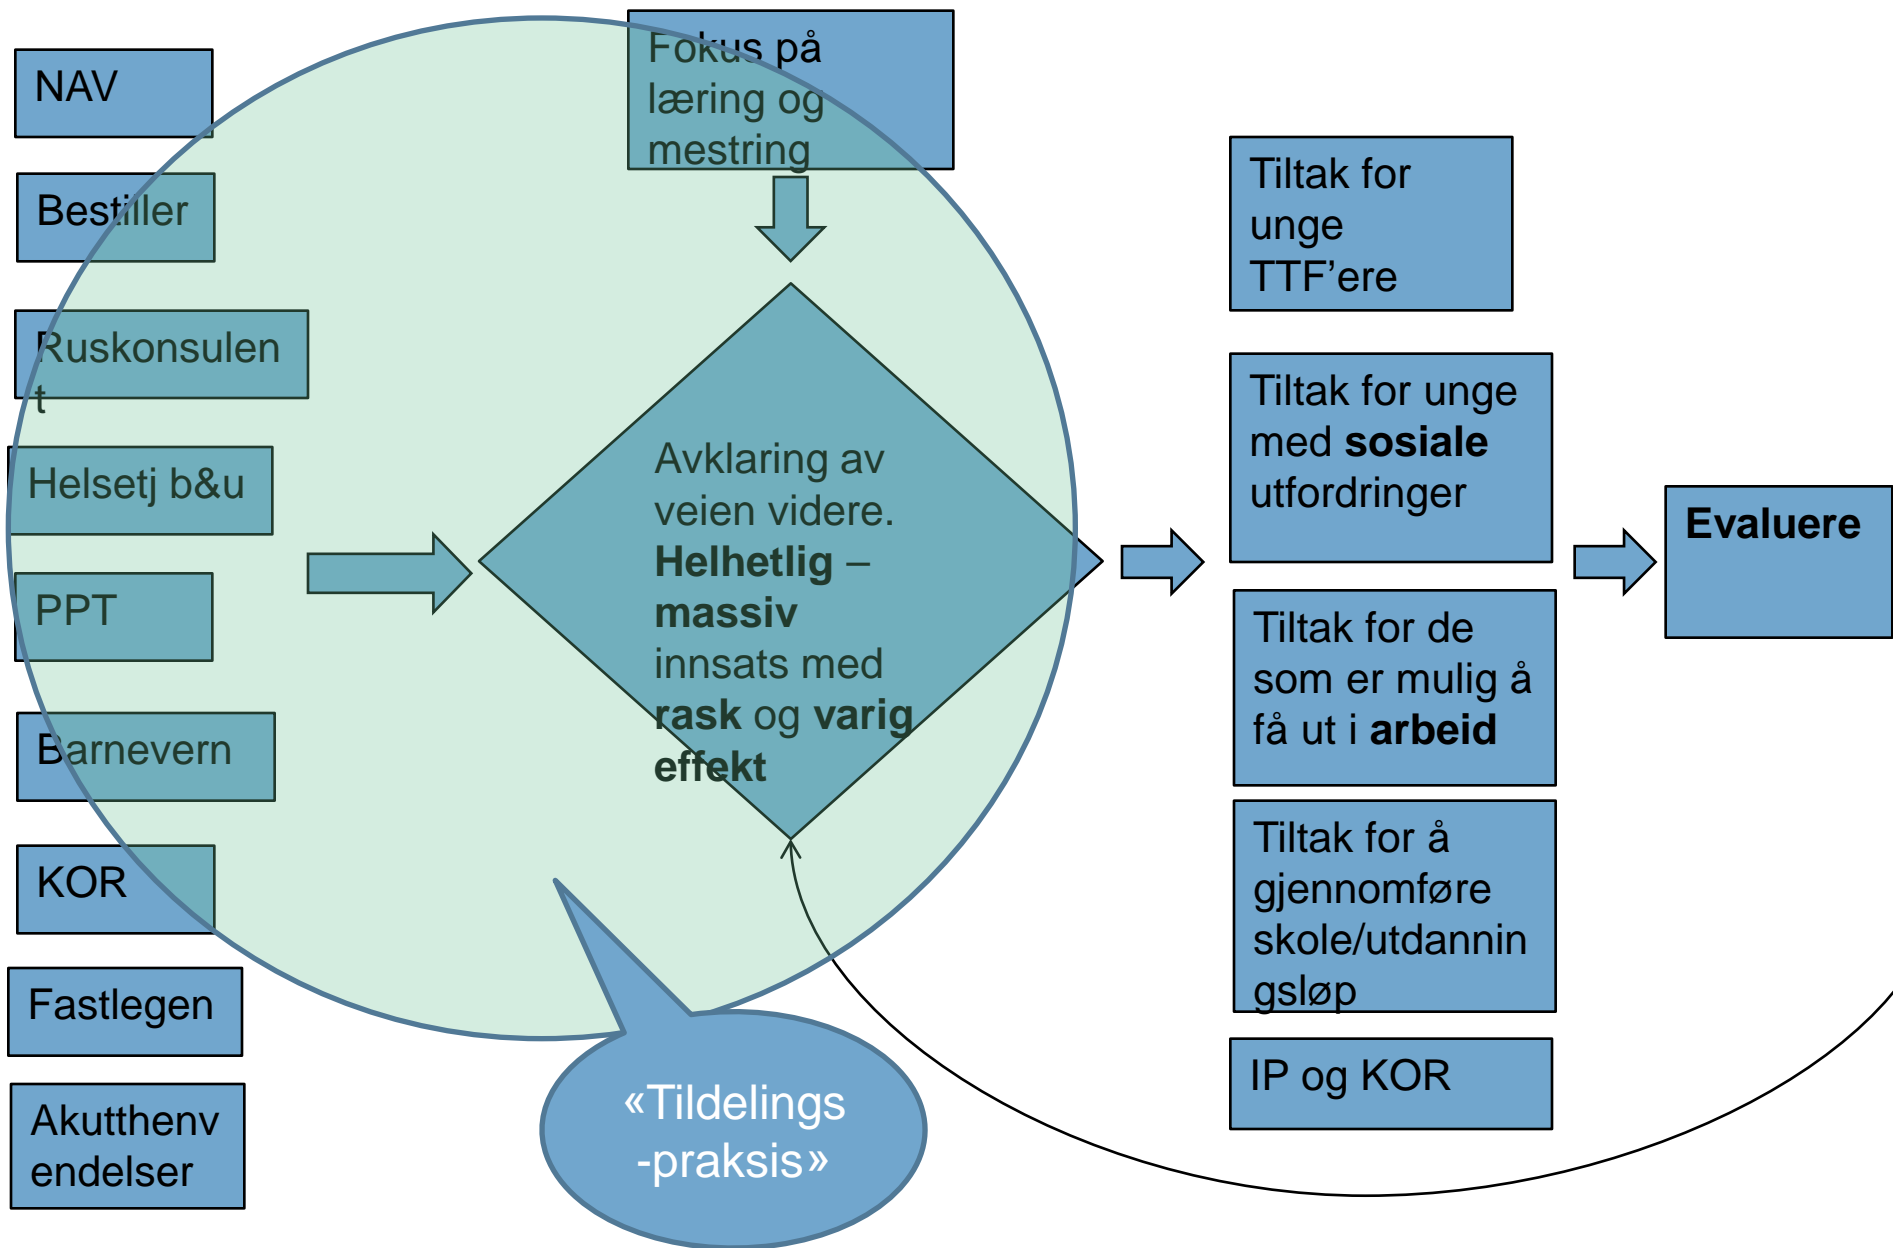 NAV
Bestiller
Ruskonsulen
t
Helsetj b&u
PPT
Barnevern
KOR
Fastlegen
Akutthenv
endelser
Fokus på
læring og
mestring
Avklaring av
veien videre.
Helhetlig –
massiv
innsats med
rask og varig
effekt
«Tildelings
-praksis»
Tiltak for
unge
TTF’ere
Tiltak for unge
med sosiale
utfordringer
Tiltak for de
som er mulig å
få ut i arbeid
Tiltak for å
gjennomføre
skole/utdannin
gsløp
IP og KOR
Evaluere